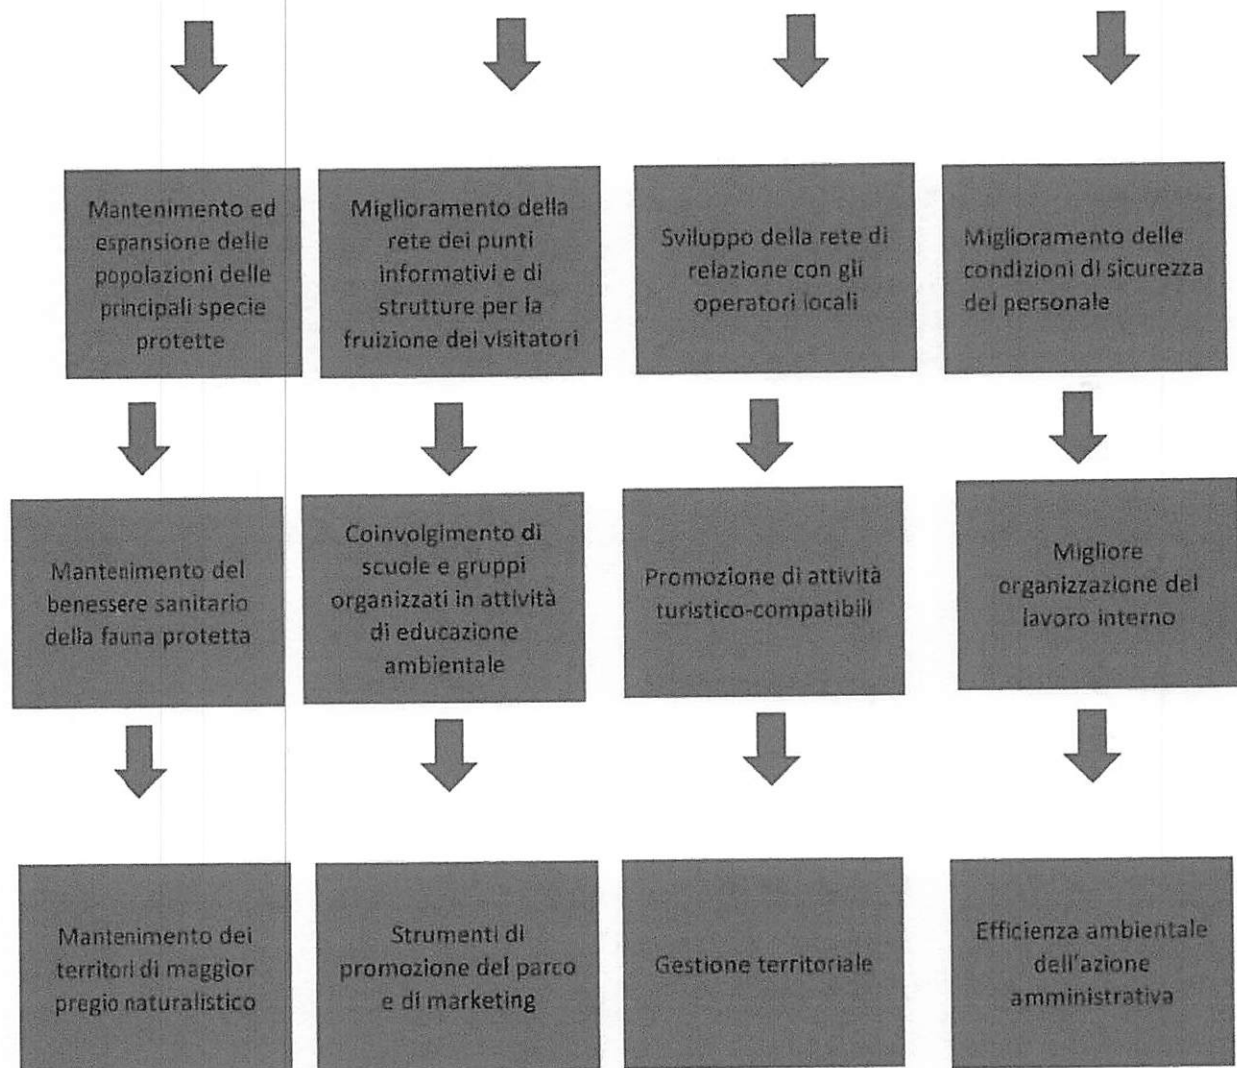 Mantenimento ed
espansione delle
popolazioni delle
principali specie
protette
Miglioramento della
rete dei punti
informativi e di
strutture per la
fruizione dei visitatori
Sviluppo della rete di
relazione con gli
operatori locali
Miglioramento delle
condizioni di sicurezza
del personale
Mantenimento del
benessere sanitario
della fauna protetta
Coinvolgimento di
scuole e gruppi
organizzati in attività
di educazione
ambientale
Promozione di attività
turistico-compatibili
Migliore
organizzazione del
lavoro interno
Mantenimento dei
territori di maggior
pregio naturalistico
Strumenti di
promozione del parco
e di marketing
Gestione territoriale
Efficienza ambientale
dell'azione
amministrativa